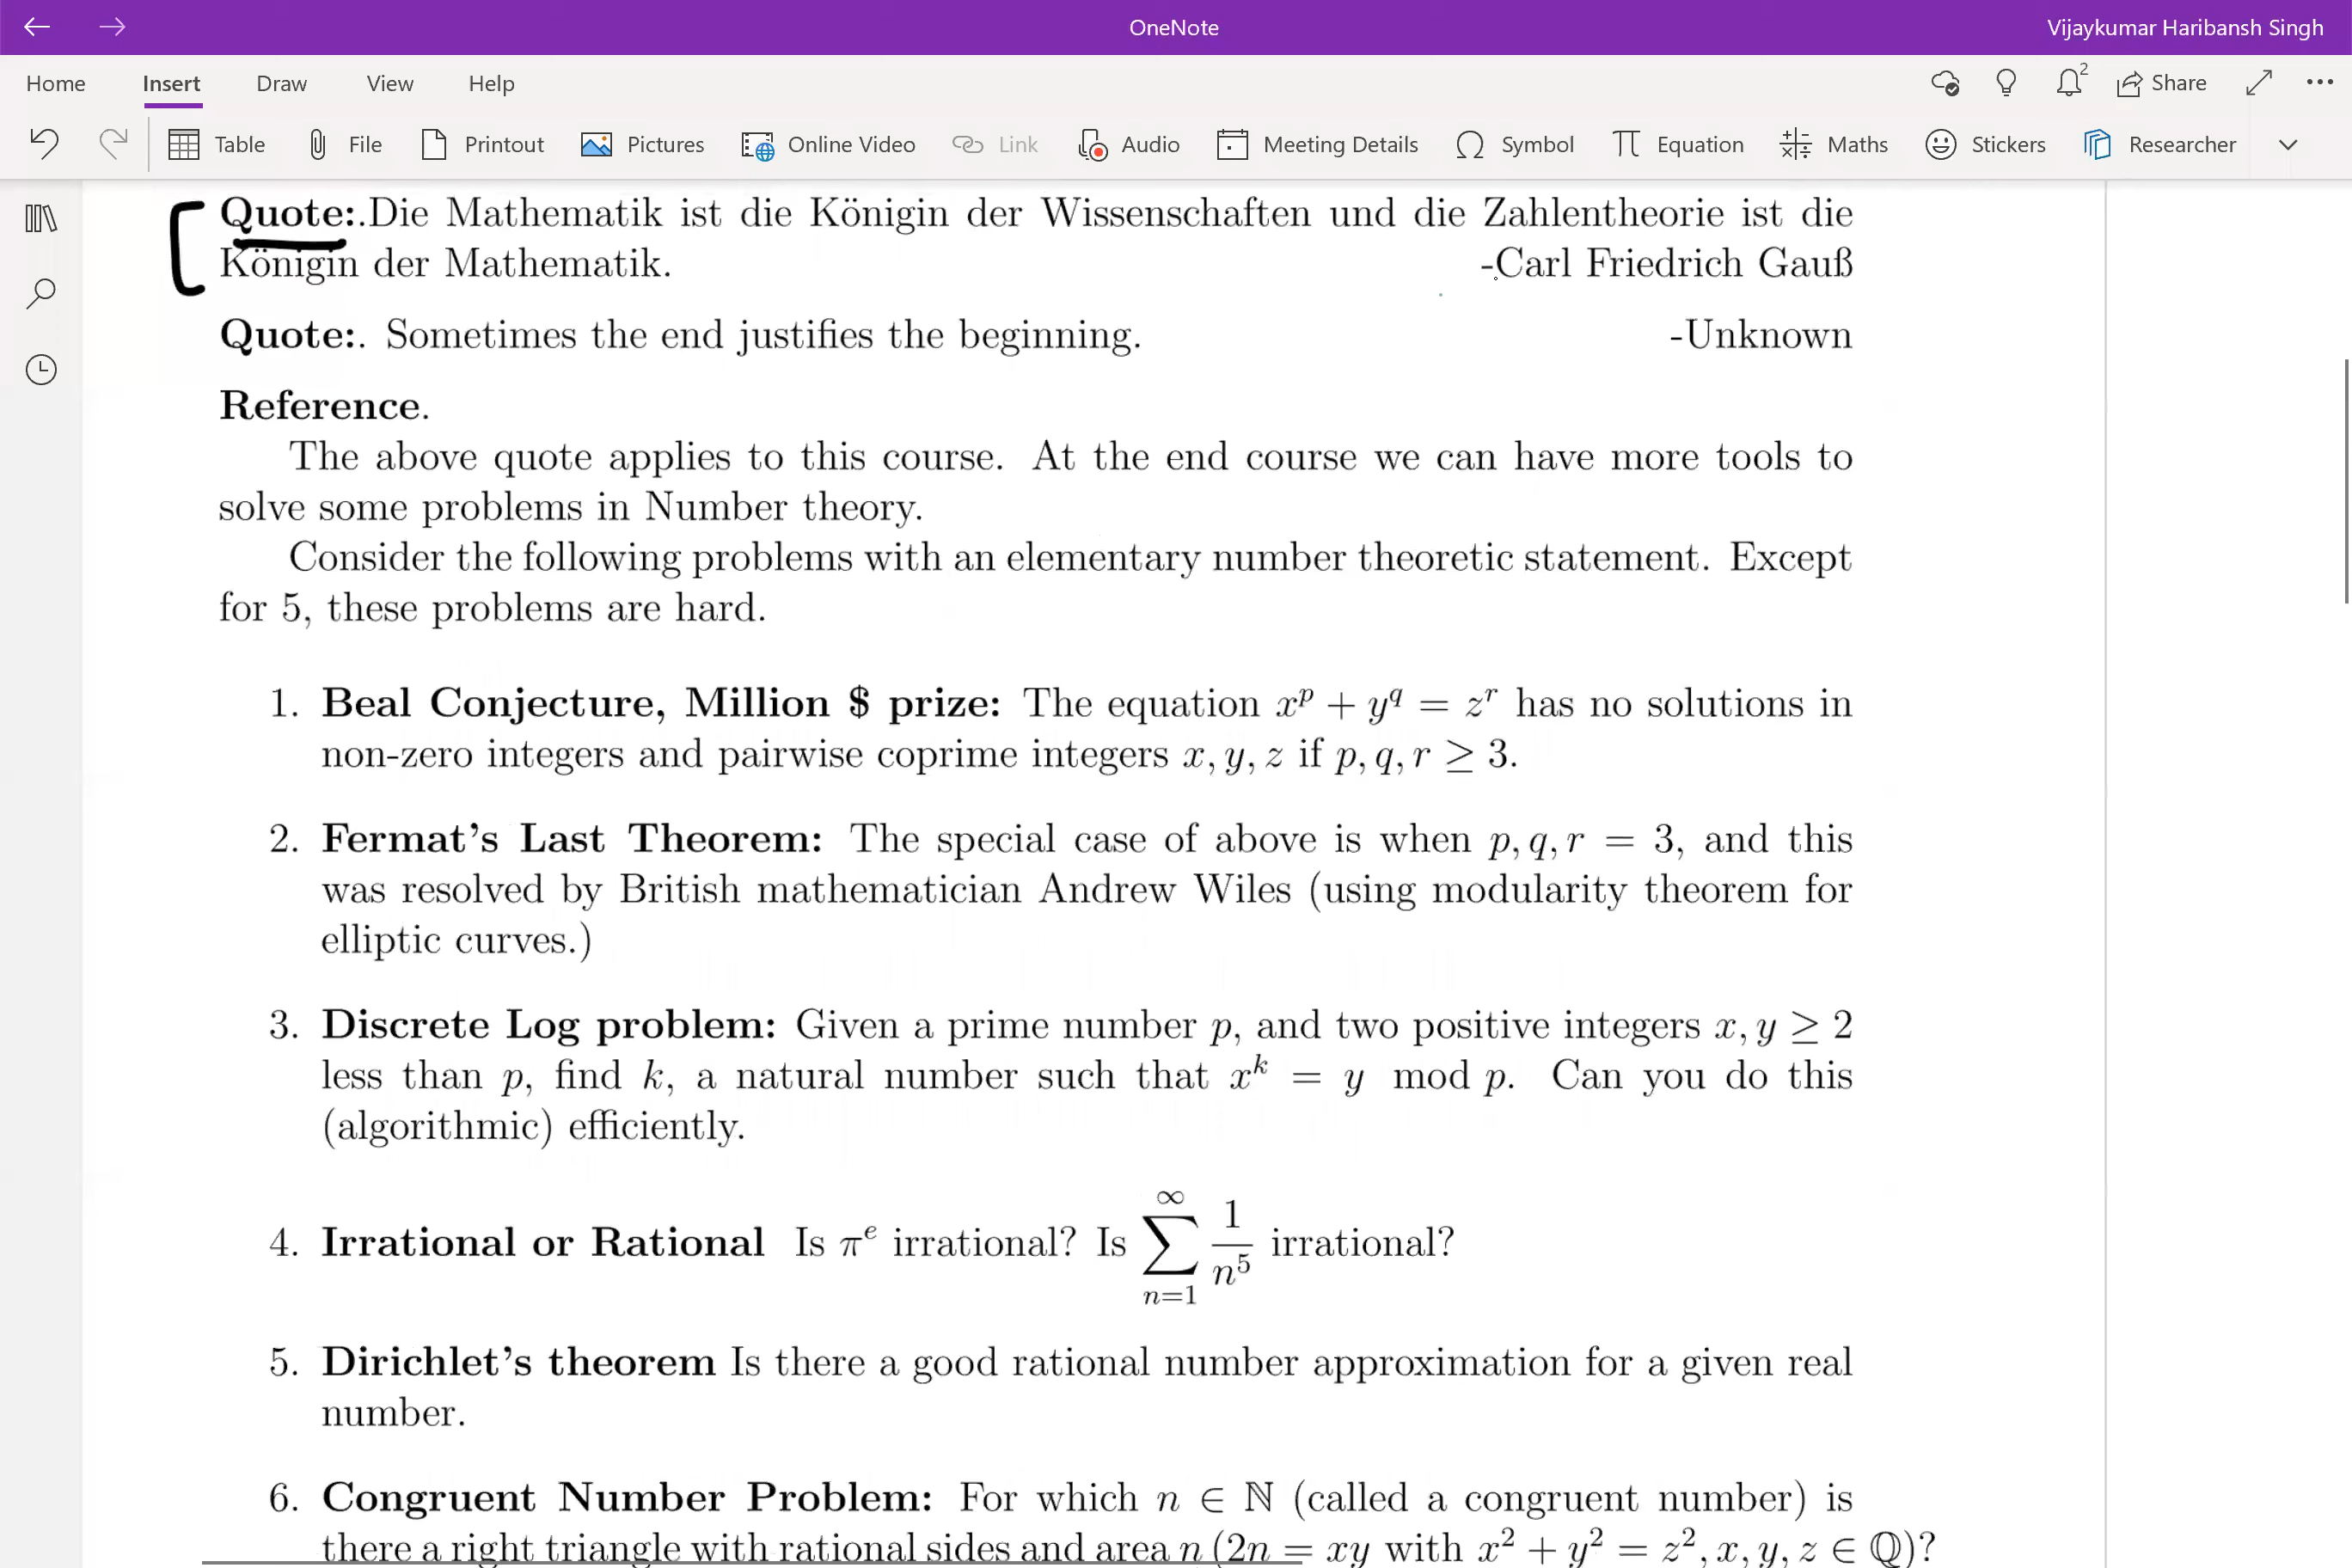 OneNote
Vijaykumar Haribansh Singh
Home Insert Draw View Help
2 Share
Table File Printout Pictures Online Video Link Audio Meeting Details Symbol Equation Maths Stickers Researcher
Quote:.Die Mathematik ist die Königin der Wissenschaften und die Zahlentheorie ist die
Königin der Mathematik. -Carl Friedrich Gauß
Quote:. Sometimes the end justifies the beginning. -Unknown
Reference.
The above quote applies to this course. At the end course we can have more tools to
solve some problems in Number theory.
Consider the following problems with an elementary number theoretic statement. Except
for 5, these problems are hard.
1. Beal Conjecture, Million $ prize: The equation x^p + y^q = z^r has no solutions in
non-zero integers and pairwise coprime integers x, y, z if p, q, r ≥ 3.
2. Fermat's Last Theorem: The special case of above is when p, q, r = 3, and this
was resolved by British mathematician Andrew Wiles (using modularity theorem for
elliptic curves.)
3. Discrete Log problem: Given a prime number p, and two positive integers x, y ≥ 2
less than p, find k, a natural number such that x^k = y mod p. Can you do this
(algorithmic) efficiently.
4. Irrational or Rational Is π^e irrational? Is ∑_{n=1}^{∞} 1/n^5 irrational?
5. Dirichlet's theorem Is there a good rational number approximation for a given real
number.
6. Congruent Number Problem: For which n ∈ ℕ (called a congruent number) is
there a right triangle with rational sides and area n (2n = xy with x² + y² = z², x, y, z ∈ ℚ)?